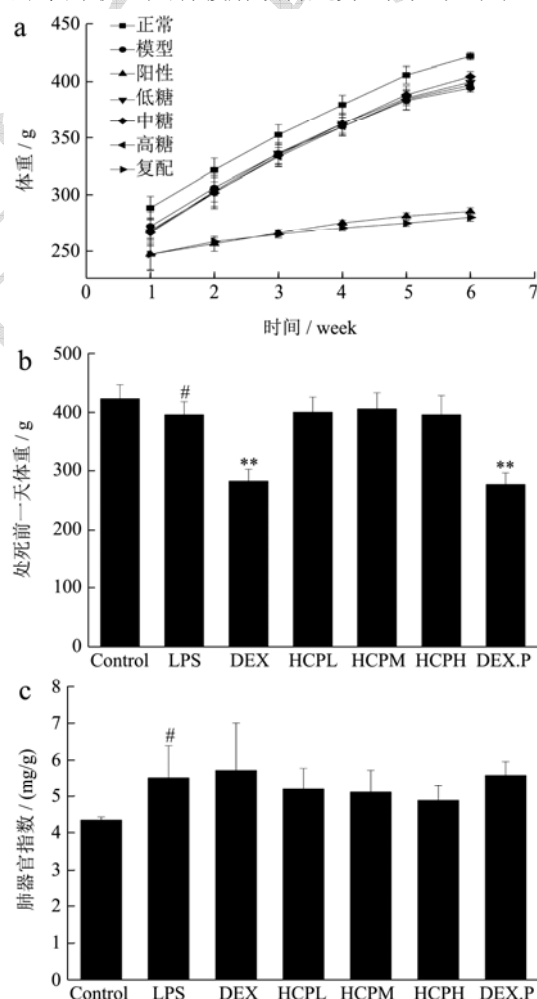 a
正常
模型
阳性
低糖
中糖
高糖
复配
450
400
350
300
250
体重 / g
0 1 2 3 4 5 6 7
时间 / week
b
500
400
300
200
100
0
处死前一天体重 / g
#
**
**
Control LPS DEX HCPL HCPM HCPH DEX.P
c
8
7
6
5
4
3
2
1
0
肺器官指数 / (mg/g)
#
Control LPS DEX HCPL HCPM HCPH DEX.P